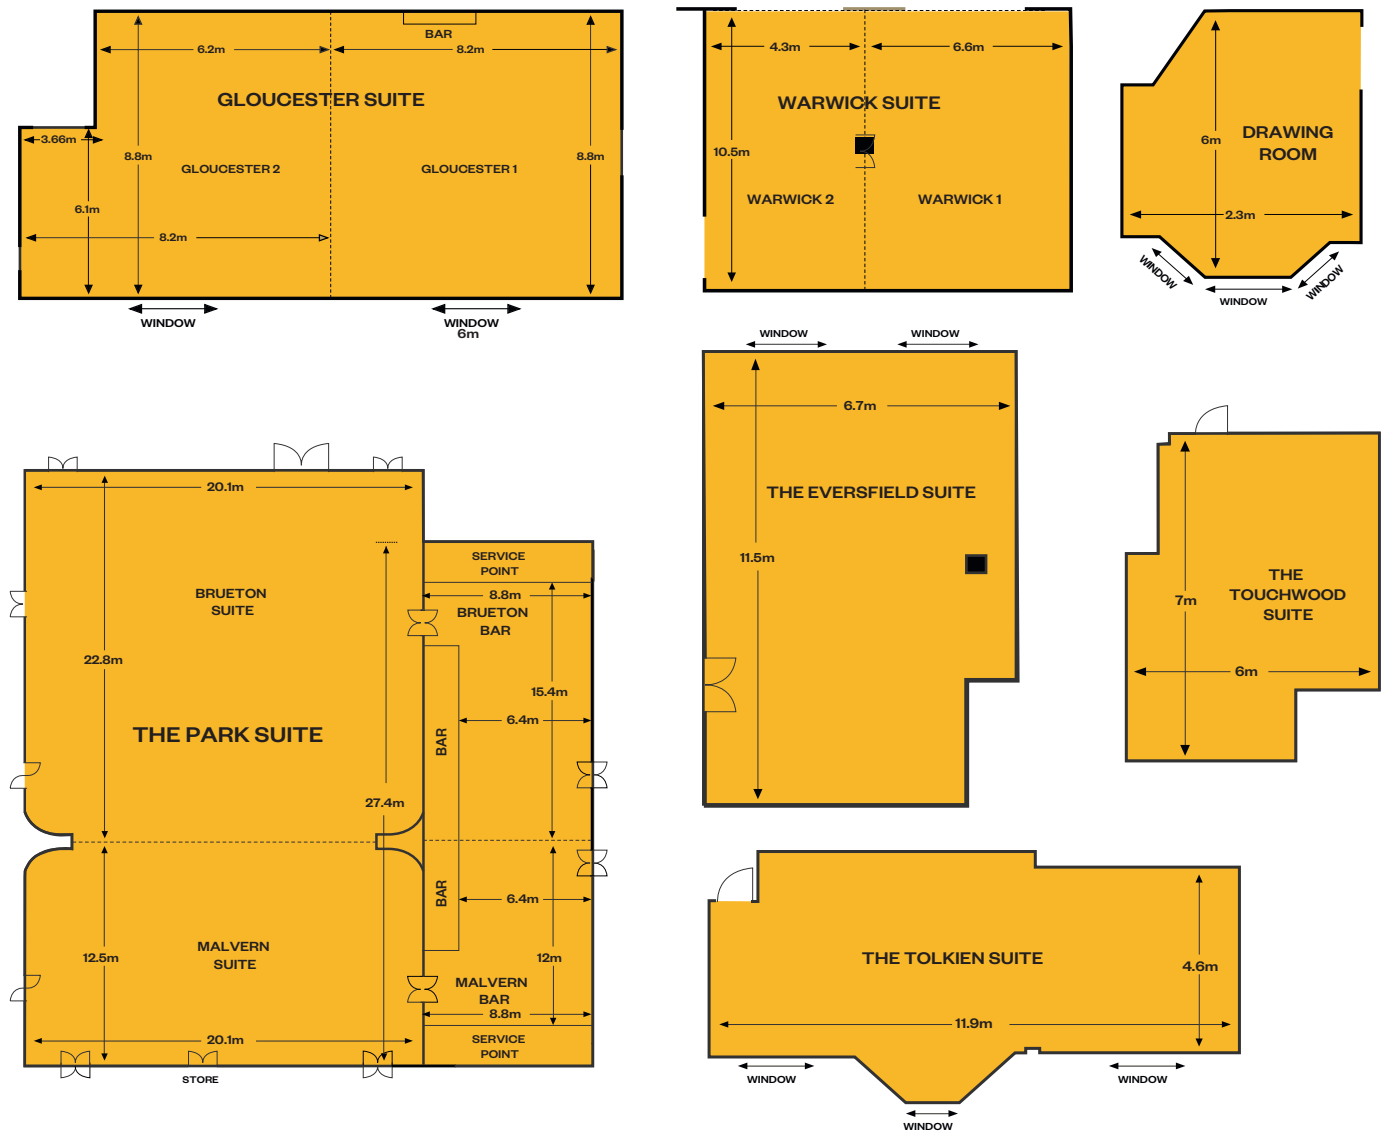 BAR
6.2m
8.2m
GLOUCESTER SUITE
3.66m
8.8m
8.8m
GLOUCESTER 2
GLOUCESTER 1
6.1m
8.2m
WINDOW
WINDOW
6m
4.3m
6.6m
WARWICK SUITE
10.5m
WARWICK 2
WARWICK 1
6m
DRAWING
ROOM
2.3m
WINDOW
WINDOW
WINDOW
WINDOW
WINDOW
6.7m
THE EVERSFIELD SUITE
11.5m
THE
TOUCHWOOD
SUITE
7m
6m
20.1m
SERVICE
POINT
8.8m
BRUETON
SUITE
BRUETON
BAR
22.8m
15.4m
6.4m
THE PARK SUITE
BAR
27.4m
BAR
6.4m
MALVERN
SUITE
12.5m
12m
MALVERN
BAR
8.8m
20.1m
SERVICE
POINT
STORE
THE TOLKIEN SUITE
4.6m
11.9m
WINDOW
WINDOW
WINDOW